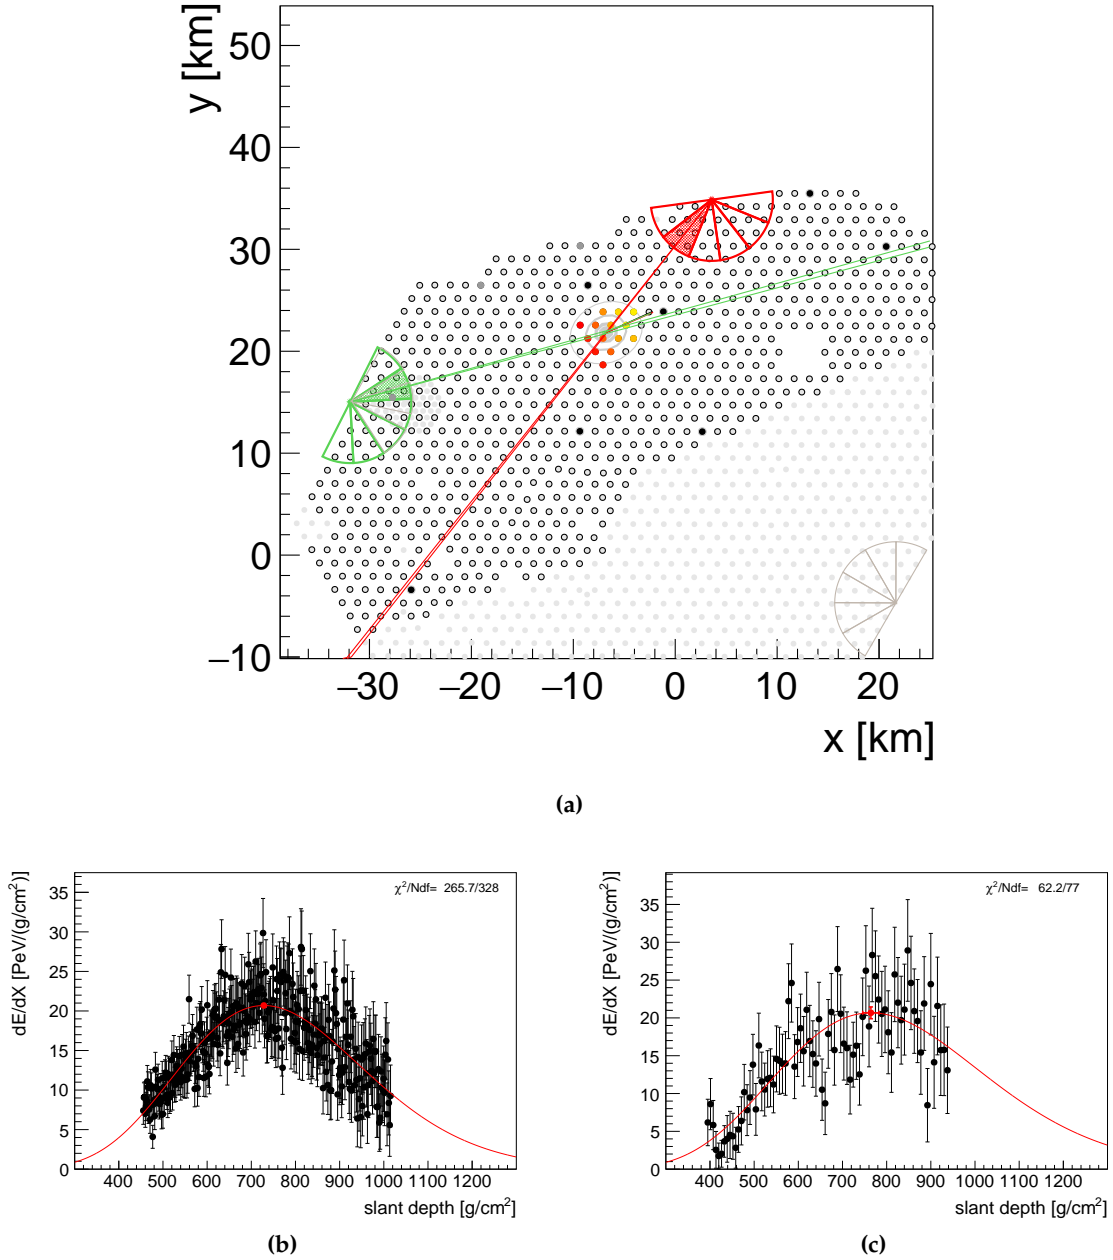 y [km]
50
40
30
20
10
0
−10
−30 −20 −10 0 10 20
x [km]
(a)
dE/dX [PeV/(g/cm²)]
35
30
25
20
15
10
5
0
χ²/Ndf= 265.7/328
400 500 600 700 800 900 1000 1100 1200
slant depth [g/cm²]
(b)
dE/dX [PeV/(g/cm²)]
35
30
25
20
15
10
5
0
χ²/Ndf= 62.2/77
400 500 600 700 800 900 1000 1100 1200
slant depth [g/cm²]
(c)